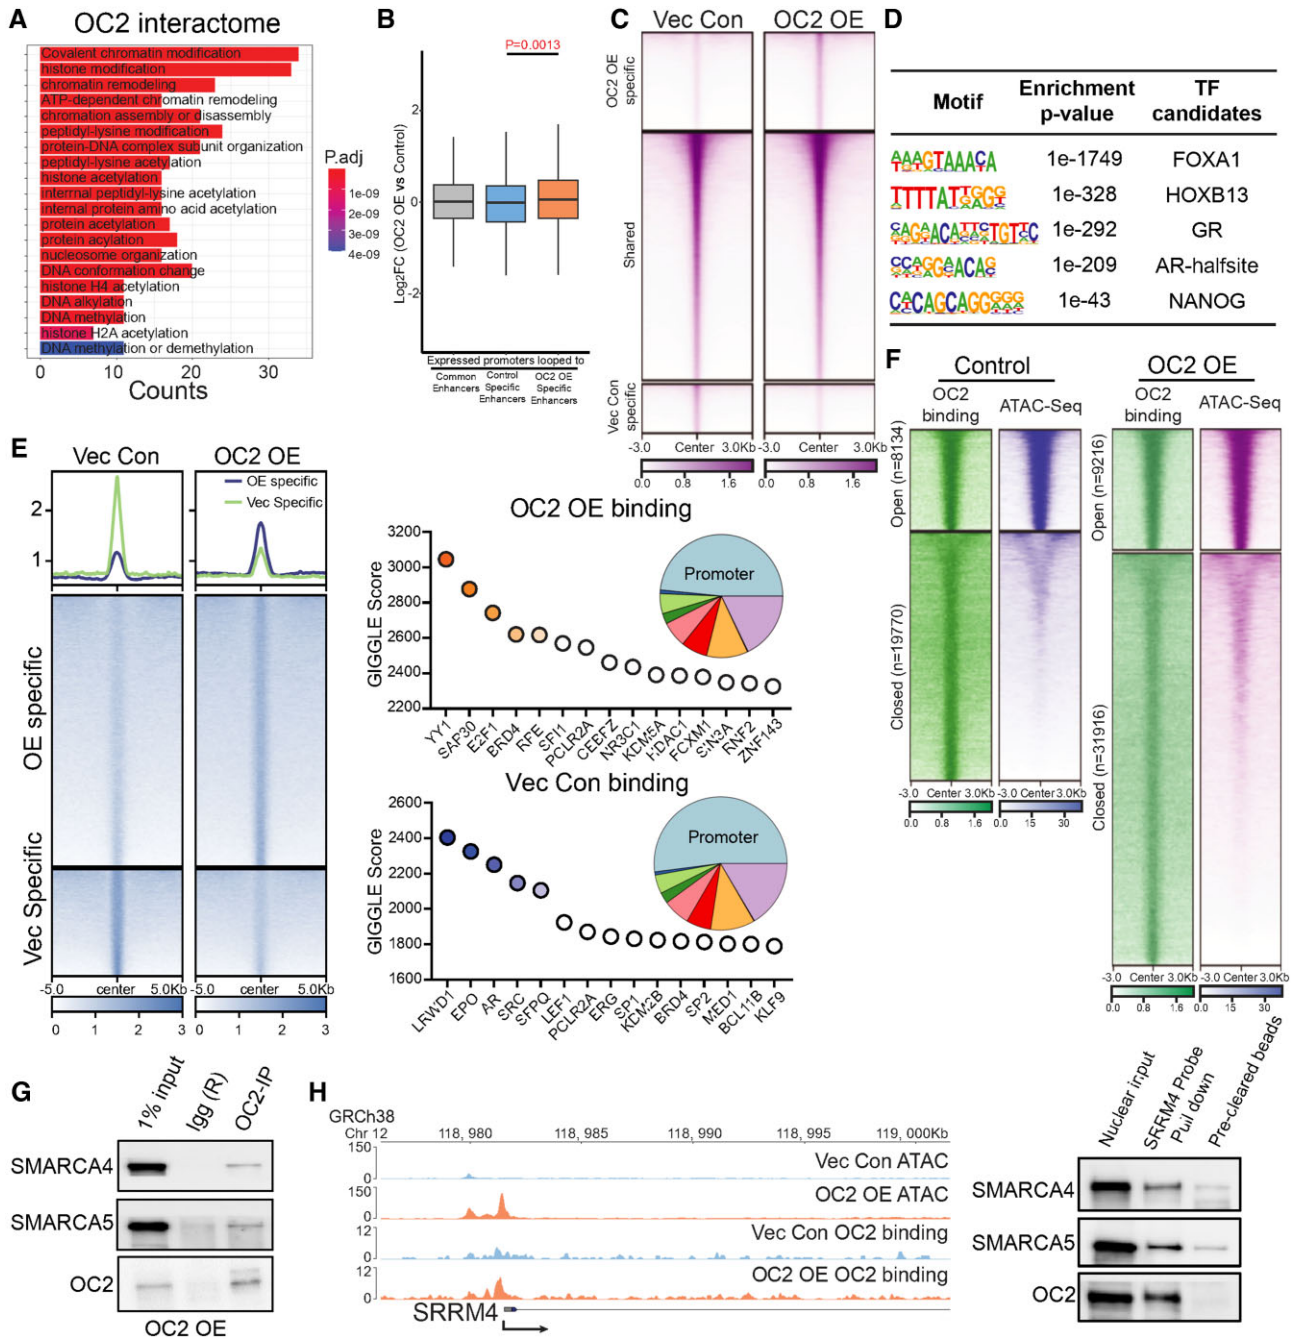 A
OC2 interactome
Covalent chromatin modification
histone modification
chromatin remodeling
ATP-dependent chromatin remodeling
chromation assembly or disassembly
peptidyl-lysine modification
protein-DNA complex subunit organization
peptidyl-lysine acetylation
histone acetylation
interrnal peptidyl-lysine acetylation
internal protein amino acid acetylation
protein acetylation
protein acylation
nucleosome organization
DNA conformation change
histone H4 acetylation
DNA alkylation
DNA methylation
histone H2A acetylation
DNA methylation or demethylation
0 10 20 30
Counts
P.adj
1e-09
2e-09
3e-09
4e-09
B
P=0.0013
Log2FC (OC2 OE vs Control)
2
0
-2
Expressed promoters looped to
Common Enhancers
Control Specific Enhancers
OC2 OE Specific Enhancers
C
Vec Con OC2 OE
OC2 OE specific
Shared
Vec Con specific
-3.0 Center 3.0Kb -3.0 Center 3.0Kb
0.0 0.8 1.6 0.0 0.8 1.6
D
Motif Enrichment p-value TF candidates
1e-1749 FOXA1
TTTTAT 1e-328 HOXB13
1e-292 GR
1e-209 AR-halfsite
1e-43 NANOG
E
Vec Con OC2 OE
OE specific
Vec Specific
2
1
OE specific
Vec Specific
-5.0 center 5.0Kb -5.0 center 5.0Kb
0 1 2 3 0 1 2 3
OC2 OE binding
GIGGLE Score
3200
3000
2800
2600
2400
2200
Promoter
YY1 SAP30 E2F1 BRD4 RFE SFI1 PCLR2A CEBFZ NR3C1 KDM5A HDAC1 FCXM1 SIN3A RNF2 ZNF143
Vec Con binding
GIGGLE Score
2600
2400
2200
2000
1800
1600
Promoter
LRWD1 EPO AR SRC SFPQ LEF1 PCLR2A ERG SP1 KDM2B BRD4 SP2 MED1 BCL11B KLF9
F
Control OC2 OE
OC2 binding ATAC-Seq OC2 binding ATAC-Seq
Open (n=8134)
Closed (n=19770)
Open (n=9216)
Closed (n=31916)
-3.0 Center 3.0Kb -3.0 Center 3.0Kb
0.0 0.8 1.6 0.0 15 30
-3.0 Center 3.0Kb -3.0 Center 3.0Kb
0.0 0.8 1.6 0.0 15 30
G
1% input Igg (R) OC2-IP
SMARCA4
SMARCA5
OC2
OC2 OE
H
GRCh38
Chr 12 118,980 118,985 118,990 118,995 119,000Kb
150
0
Vec Con ATAC
150
0
OC2 OE ATAC
12
0
Vec Con OC2 binding
12
0
OC2 OE OC2 binding
SRRM4
Nuclear input
SRRM4 Probe Pull down
Pre-cleared beads
SMARCA4
SMARCA5
OC2